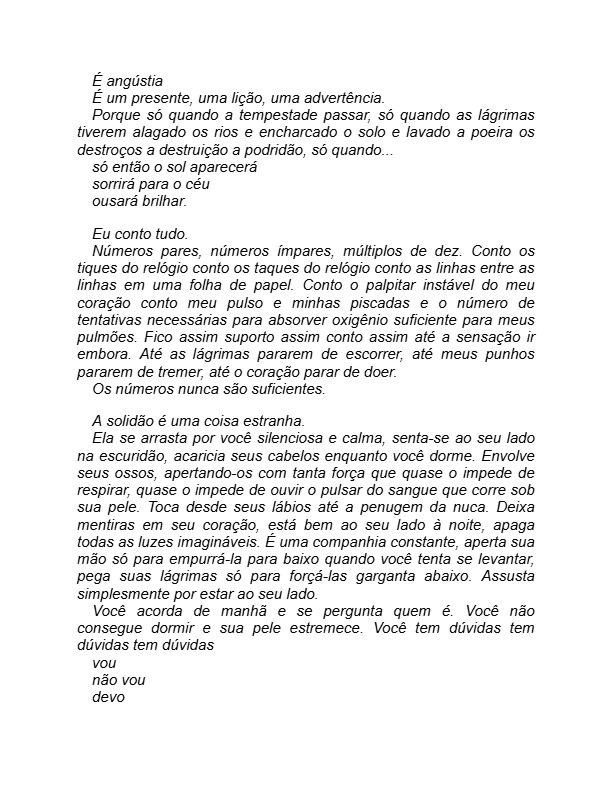 É angústia
É um presente, uma lição, uma advertência.
Porque só quando a tempestade passar, só quando as lágrimas
tiverem alagado os rios e encharcado o solo e lavado a poeira os
destroços a destruição a podridão, só quando...
só então o sol aparecerá
sorrirá para o céu
ousará brilhar.
Eu conto tudo.
Números pares, números ímpares, múltiplos de dez. Conto os
tiques do relógio conto os taques do relógio conto as linhas entre as
linhas em uma folha de papel. Conto o palpitar instável do meu
coração conto meu pulso e minhas piscadas e o número de
tentativas necessárias para absorver oxigênio suficiente para meus
pulmões. Fico assim suporto assim conto assim até a sensação ir
embora. Até as lágrimas pararem de escorrer, até meus punhos
pararem de tremer, até o coração parar de doer.
Os números nunca são suficientes.
A solidão é uma coisa estranha.
Ela se arrasta por você silenciosa e calma, senta-se ao seu lado
na escuridão, acaricia seus cabelos enquanto você dorme. Envolve
seus ossos, apertando-os com tanta força que quase o impede de
respirar, quase o impede de ouvir o pulsar do sangue que corre sob
sua pele. Toca desde seus lábios até a penugem da nuca. Deixa
mentiras em seu coração, está bem ao seu lado à noite, apaga
todas as luzes imagináveis. É uma companhia constante, aperta sua
mão só para empurrá-la para baixo quando você tenta se levantar,
pega suas lágrimas só para forçá-las garganta abaixo. Assusta
simplesmente por estar ao seu lado.
Você acorda de manhã e se pergunta quem é. Você não
consegue dormir e sua pele estremece. Você tem dúvidas tem
dúvidas tem dúvidas
vou
não vou
devo